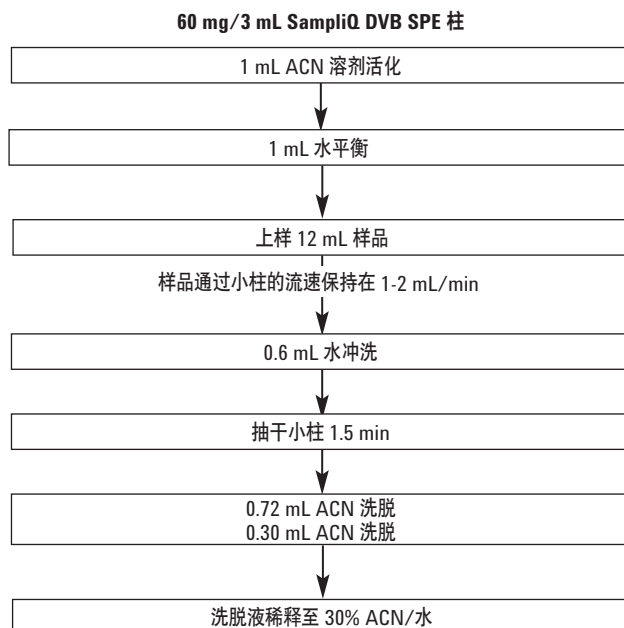 60 mg/3 mL SampliQ DVB SPE 柱
1 mL ACN 溶剂活化
1 mL 水平衡
上样 12 mL 样品
样品通过小柱的流速保持在 1-2 mL/min
0.6 mL 水冲洗
抽干小柱 1.5 min
0.72 mL ACN 洗脱
0.30 mL ACN 洗脱
洗脱液稀释至 30% ACN/水